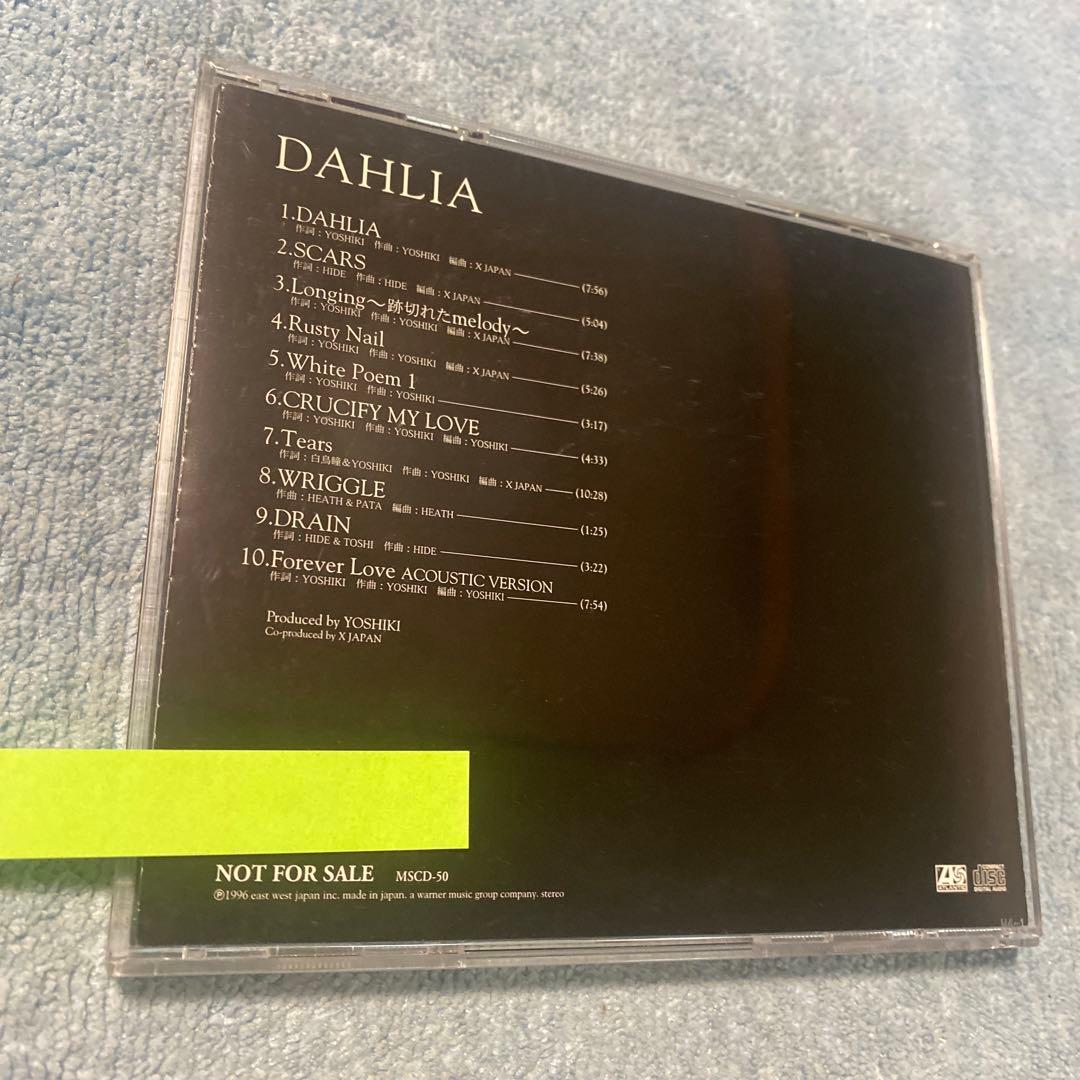 DAHLIA
1.DAHLIA
作詞:YOSHIKI 作曲:YOSHIKI 編曲:X JAPAN (7:56)
2.SCARS
作詞:HIDE 作曲:HIDE 編曲:X JAPAN (5:04)
3.Longing〜跡切れたmelody〜
作詞:YOSHIKI 作曲:YOSHIKI 編曲:X JAPAN (7:38)
4.Rusty Nail
作詞:YOSHIKI 作曲:YOSHIKI 編曲:X JAPAN (5:26)
5.White Poem 1
作詞:YOSHIKI 作曲:YOSHIKI (3:17)
6.CRUCIFY MY LOVE
作詞:YOSHIKI 作曲:YOSHIKI 編曲:YOSHIKI (4:33)
7.Tears
作詞:白鳥瞳&YOSHIKI 作曲:YOSHIKI 編曲:X JAPAN (10:28)
8.WRIGGLE
作曲:HEATH & PATA 編曲:HEATH (1:25)
9.DRAIN
作詞:HIDE & TOSHI 作曲:HIDE (3:22)
10.Forever Love ACOUSTIC VERSION
作詞:YOSHIKI 作曲:YOSHIKI 編曲:YOSHIKI (7:54)
Produced by YOSHIKI
Co-produced by X JAPAN
NOT FOR SALE MSCD-50
Ⓟ1996 east west japan inc. made in japan. a warner music group company. stereo
ATLANTIC
COMPACT disc DIGITAL AUDIO